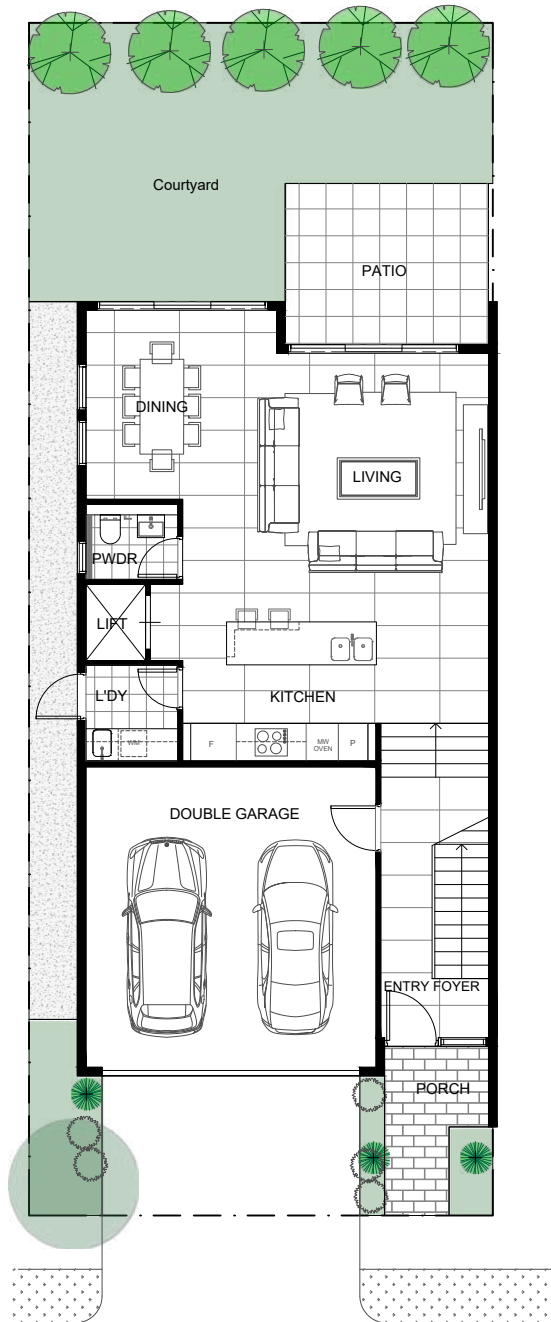 Courtyard
PATIO
DINING
LIVING
PWDR
LIFT
L'DY
KITCHEN
WM
F
MW
OVEN
P
DOUBLE GARAGE
ENTRY FOYER
PORCH